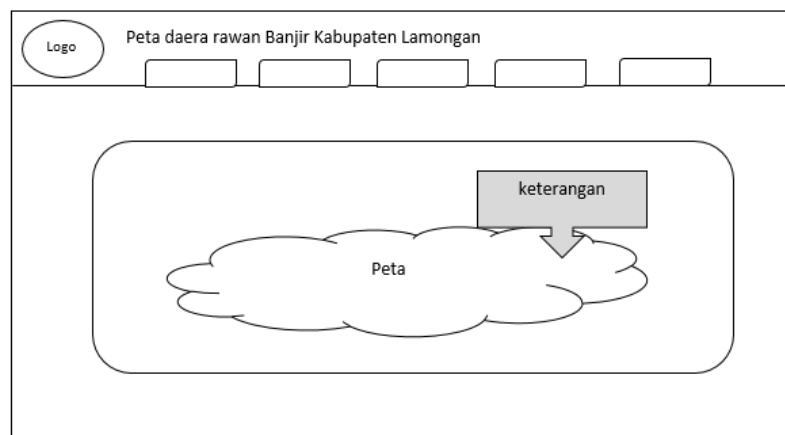 Logo
Peta daera rawan Banjir Kabupaten Lamongan
keterangan
Peta